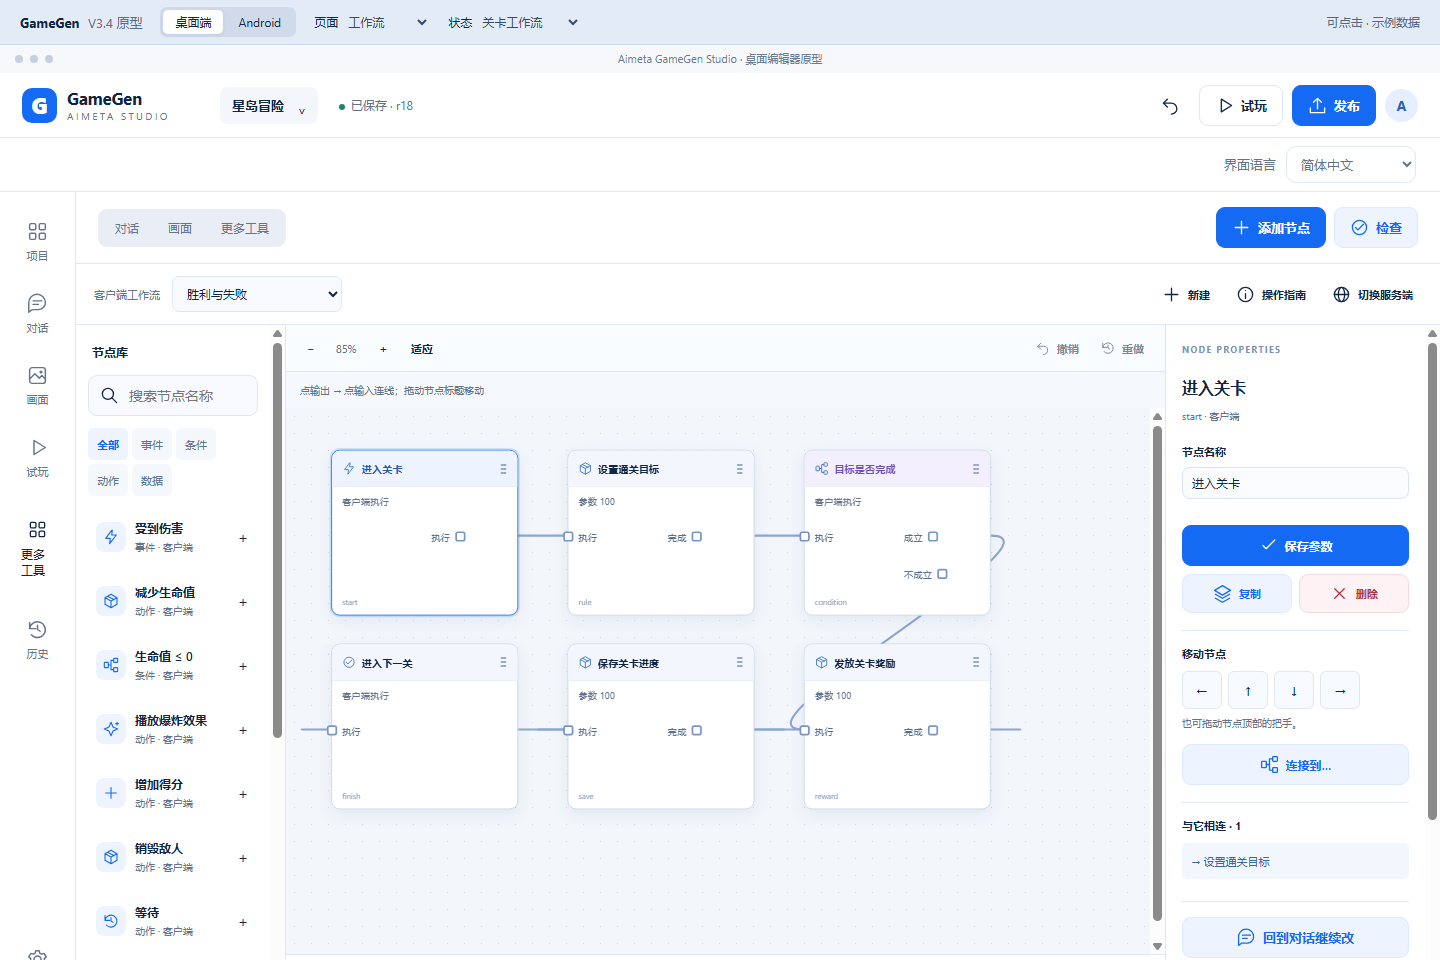 GameGen V3.4 原型 桌面端 Android 页面 工作流 状态 关卡工作流 可点击 · 示例数据
Aimeta GameGen Studio · 桌面编辑器原型
G GameGen
AIMETA STUDIO
星岛冒险 已保存 · r18 试玩 发布 A
界面语言 简体中文
项目
对话
画面
试玩
更多
工具
历史
对话 画面 更多工具 添加节点 检查
客户端工作流 胜利与失败 新建 操作指南 切换服务端
节点库
搜索节点名称
全部 事件 条件
动作 数据
受到伤害
事件 · 客户端
+
减少生命值
动作 · 客户端
+
生命值 ≤ 0
条件 · 客户端
+
播放爆炸效果
动作 · 客户端
+
增加得分
动作 · 客户端
+
销毁敌人
动作 · 客户端
+
等待
动作 · 客户端
+
− 85% + 适应 撤销 重做
点输出 → 点输入连线；拖动节点标题移动
进入关卡
客户端执行
执行
start
设置通关目标
参数 100
执行 完成
rule
目标是否完成
客户端执行
执行 成立
不成立
condition
进入下一关
客户端执行
执行
finish
保存关卡进度
参数 100
执行 完成
save
发放关卡奖励
参数 100
执行 完成
reward
NODE PROPERTIES
进入关卡
start · 客户端
节点名称
进入关卡
保存参数
复制 删除
移动节点
← ↑ ↓ →
也可拖动节点顶部的把手。
连接到...
与它相连 · 1
→ 设置通关目标
回到对话继续改